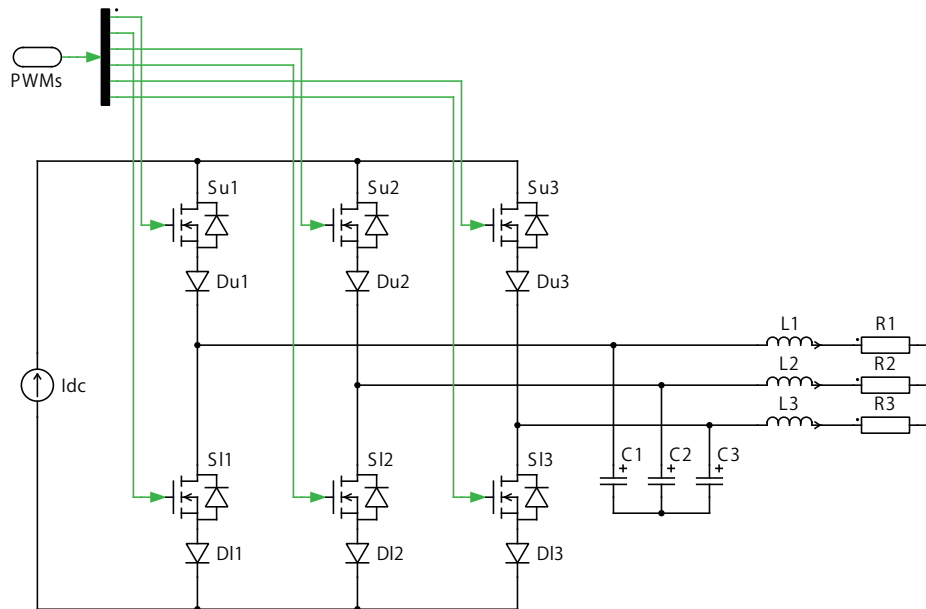 PWMs
Su1 Su2 Su3
Du1 Du2 Du3
L1 R1
L2 R2
L3 R3
Idc
C1 C2 C3
+ + +
Sl1 Sl2 Sl3
Dl1 Dl2 Dl3